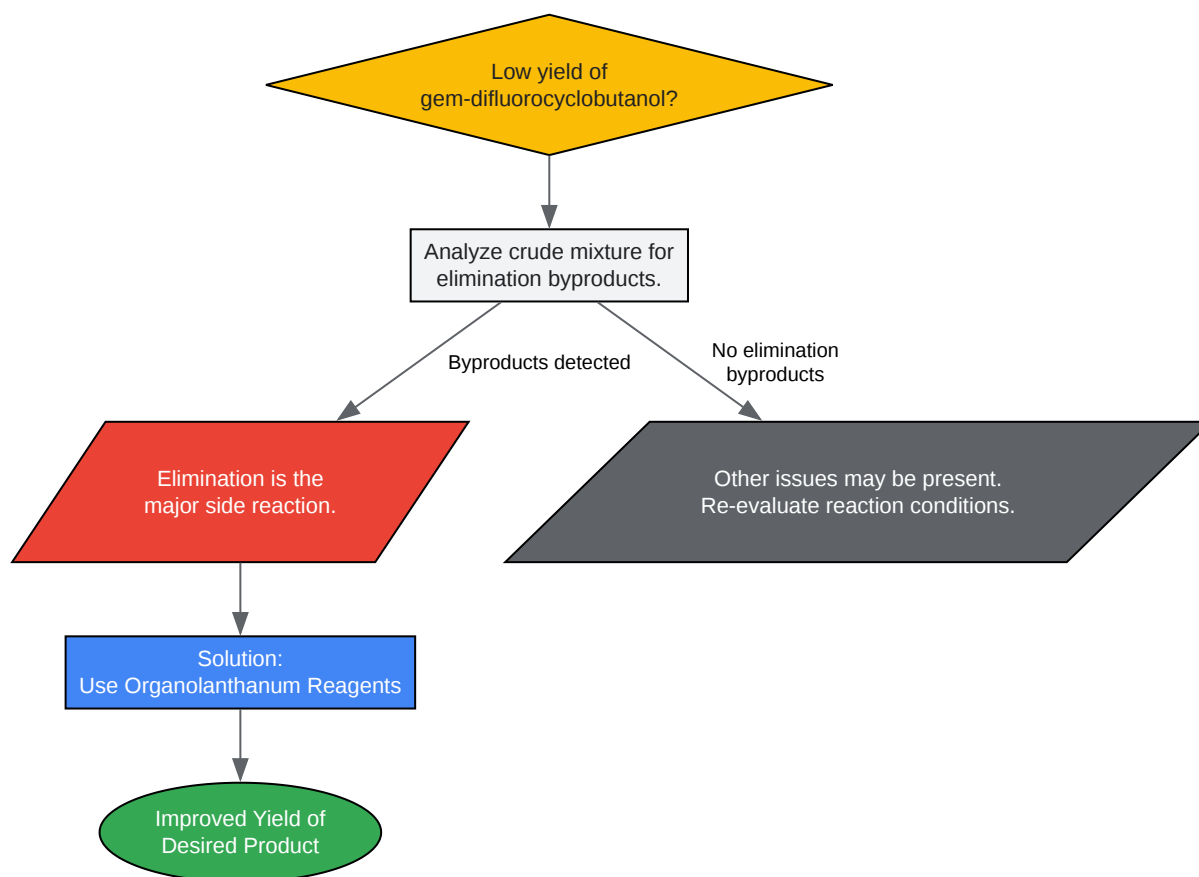 Low yield of
gem-difluorocyclobutanol?
Analyze crude mixture for
elimination byproducts.
Byproducts detected
No elimination
byproducts
Elimination is the
major side reaction.
Other issues may be present.
Re-evaluate reaction conditions.
Solution:
Use Organolanthanum Reagents
Improved Yield of
Desired Product